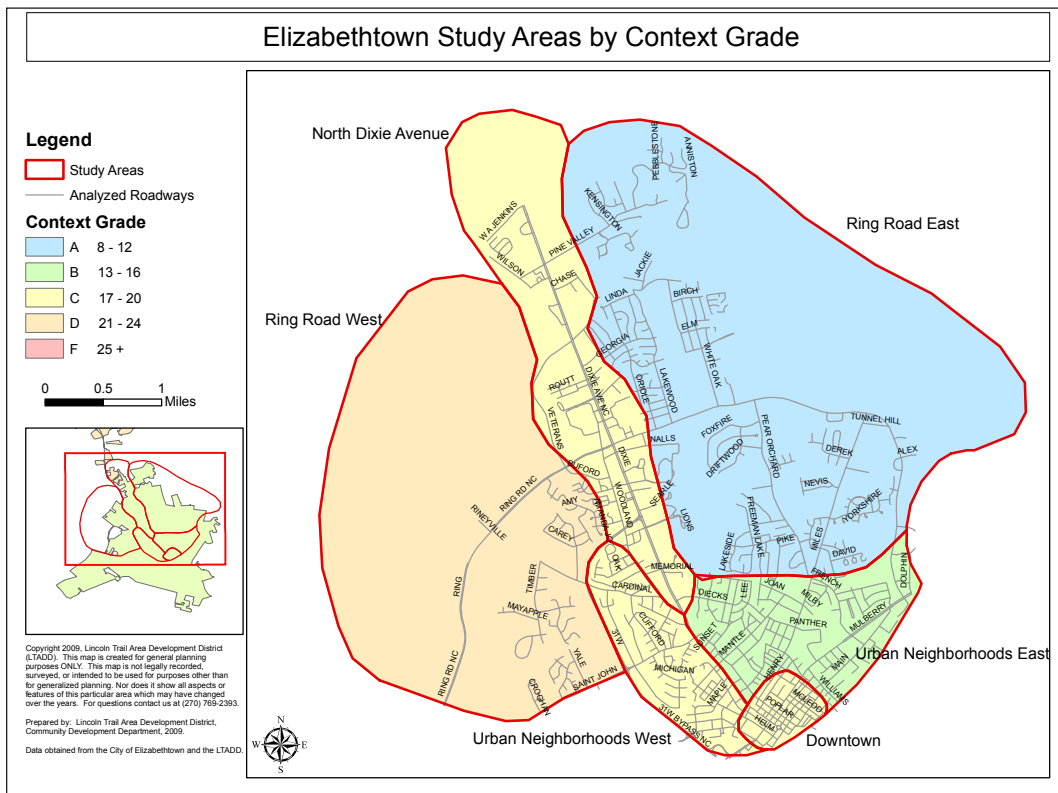 Elizabethtown Study Areas by Context Grade
Legend
Study Areas
Analyzed Roadways
Context Grade
A 8 - 12
B 13 - 16
C 17 - 20
D 21 - 24
F 25 +
0 0.5 1
Miles
Copyright 2009, Lincoln Trail Area Development District
(LTADD). This map is created for general planning
purposes ONLY. This map is not legally recorded,
surveyed, or intended to be used for purposes other than
for generalized planning. Nor does it show all aspects or
features of this particular area which may have changed
over the years. For questions contact us at (270) 769-2393.
Prepared by: Lincoln Trail Area Development District,
Community Development Department, 2009.
Data obtained from the City of Elizabethtown and the LTADD.
North Dixie Avenue
Ring Road East
Ring Road West
Urban Neighborhoods East
Urban Neighborhoods West
Downtown
PEBBLESTONE
ANNISTON
KENSINGTON
W A JENKINS
PINE VALLEY
WILSON
CHASE
JACKIE
LINDA
BIRCH
ELM
GEORGIA
WHITE OAK
ROUTT
DIXIE AVE NC
ORIOLE
LAKEWOOD
VETERANS
NALLS
FOXFIRE
DRIFTWOOD
PEAR ORCHARD
TUNNEL HILL
DEREK
ALEX
DIXIE
BUFORD
RING RD NC
WOODLAND
SEARLE
LIONS
NEVIS
YORKSHIRE
RINEYVILLE
AMY
CAREY
FREEMAN LAKE
LAKESIDE
PIKE
MILES
DAVID
OAK
MEMORIAL
CARDINAL
RING
TIMBER
MAYAPPLE
DIECKS
LEE
JOAN
FRENCH
MILBY
DOLPHIN
PANTHER
MULBERRY
CLIFFORD
31W
SUNSET
MANTLE
MICHIGAN
HENRY
MAIN
WILLIAMS
YALE
SAINT JOHN
CROGHAN
RING RD NC
MAPLE
31W BYPASS NC
POPLAR
MCLEOD
HELM
N
W
E
S